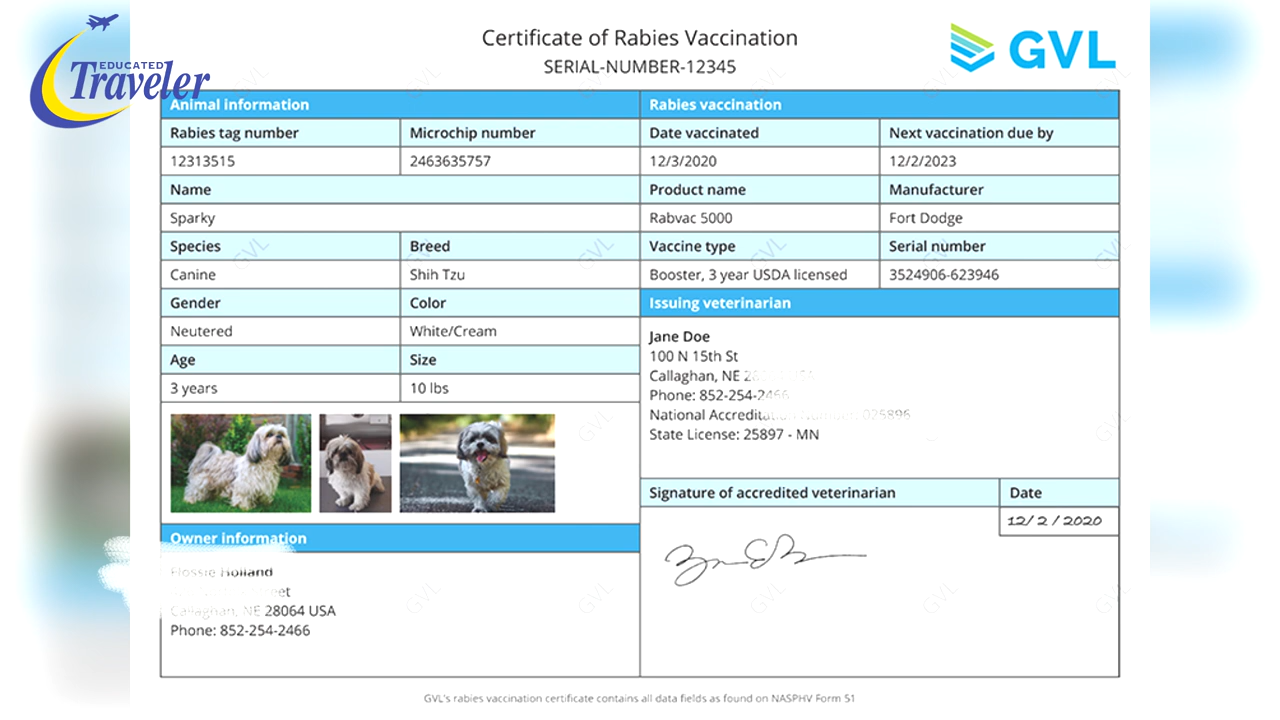 EDUCATED
Traveler
Certificate of Rabies Vaccination
SERIAL-NUMBER-12345
GVL
Animal information
Rabies tag number Microchip number
12313515 2463635757
Name
Sparky
Species Breed
Canine Shih Tzu
Gender Color
Neutered White/Cream
Age Size
3 years 10 lbs
Rabies vaccination
Date vaccinated Next vaccination due by
12/3/2020 12/2/2023
Product name Manufacturer
Rabvac 5000 Fort Dodge
Vaccine type Serial number
Booster, 3 year USDA licensed 3524906-623946
Issuing veterinarian
Jane Doe
100 N 15th St
Callaghan, NE
Phone: 852-254-2466
National 025896
State License: 25897 - MN
Signature of accredited veterinarian Date
12/2/2020
Owner information
Flossie Holland
Callaghan, NE 28064 USA
Phone: 852-254-2466
GVL's rabies vaccination certificate contains all data fields as found on NASPHV Form 51